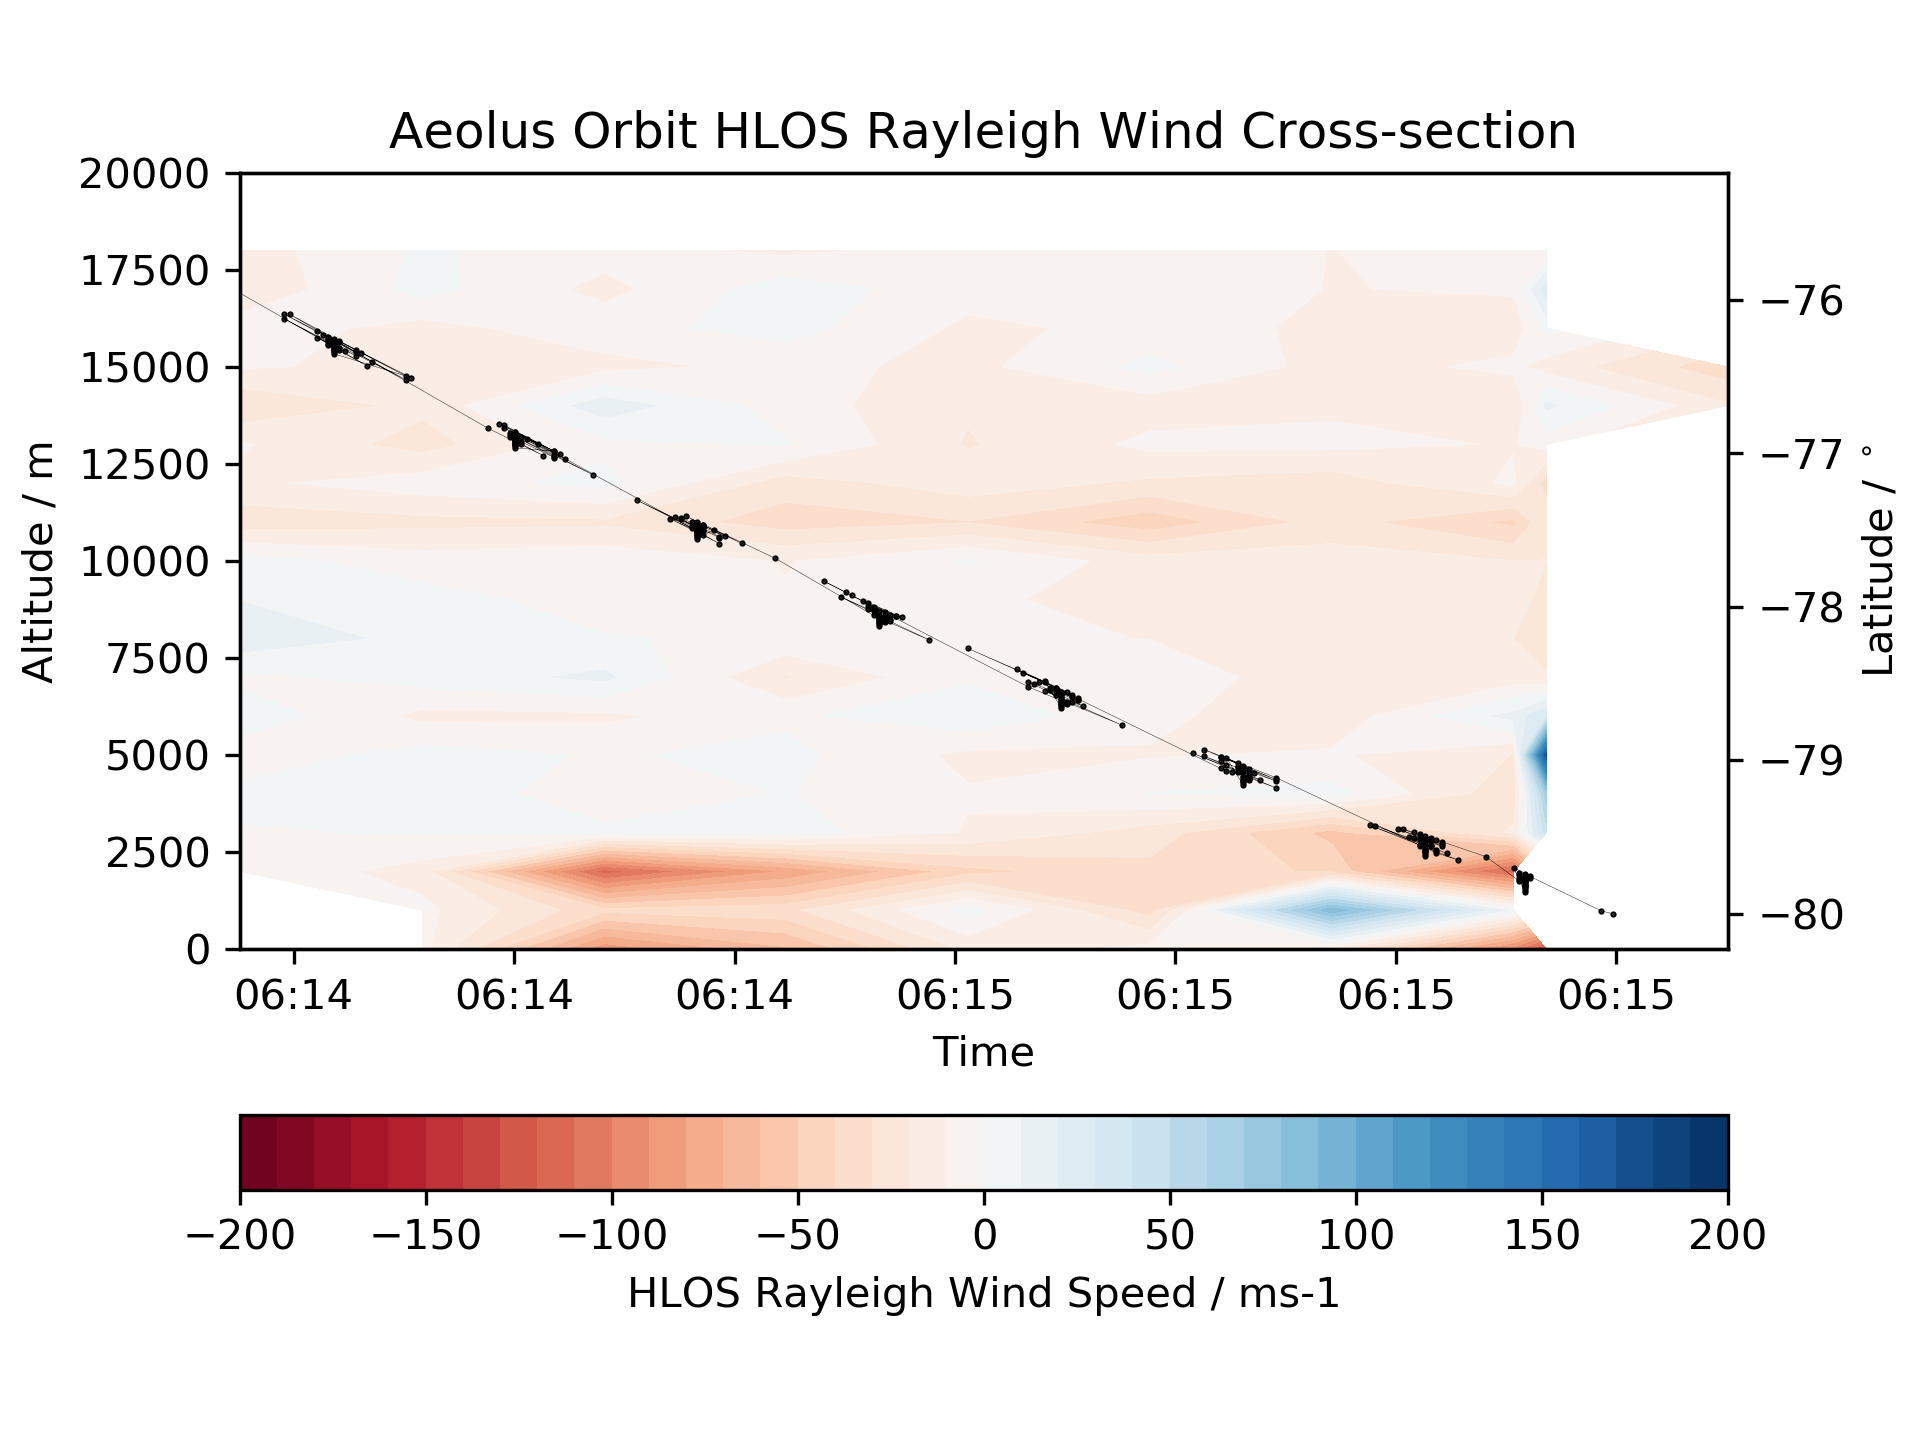 Aeolus Orbit HLOS Rayleigh Wind Cross-section
20000
17500
15000
12500
10000
7500
5000
2500
0
Altitude / m
−76
−77
−78
−79
−80
Latitude / °
06:14 06:14 06:14 06:15 06:15 06:15 06:15
Time
−200 −150 −100 −50 0 50 100 150 200
HLOS Rayleigh Wind Speed / ms-1